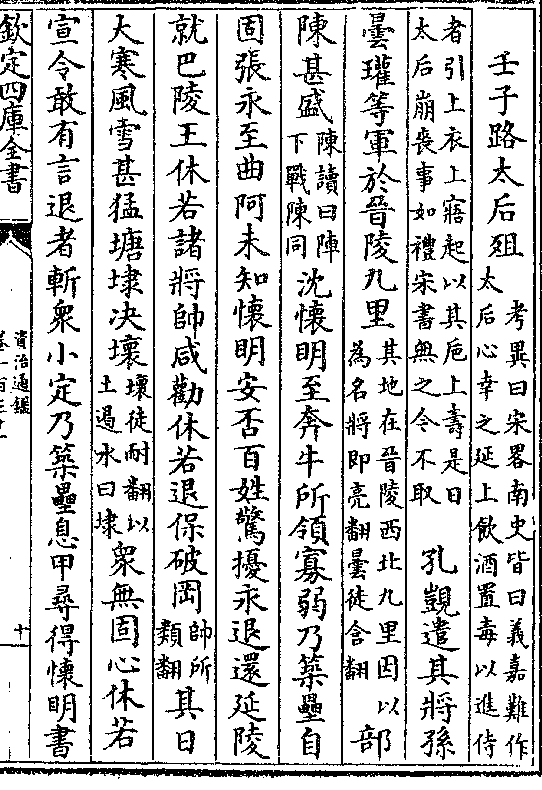 壬子路太后殂考異曰宋畧南史皆曰義嘉難作
太后心幸之延上飲酒置毒以進侍
者引上衣上寤起以其巵上壽是日
太后崩喪事如禮宋書無之令不取
孔覬遣其將孫
曇瓘等軍於晉陵九里其地在晉陵西北九里因以
為名將即亮翻曇徒含翻
部
陳甚盛陳讀曰陣
下戰陳同
沈懷明至奔牛所領寡弱乃築壘自
固張永至曲阿未知懷明安否百姓驚擾永退還延陵
就巴陵王休若諸將帥咸勸休若退保破岡帥所
類翻
其日
大寒風雪甚猛塘埭决壞壞徒耐翻以
土遏水曰埭
衆無固心休若
宣令敢有言退者斬衆小定乃築壘息甲尋得懷明書
欽定四庫全書
資治通鑑
十